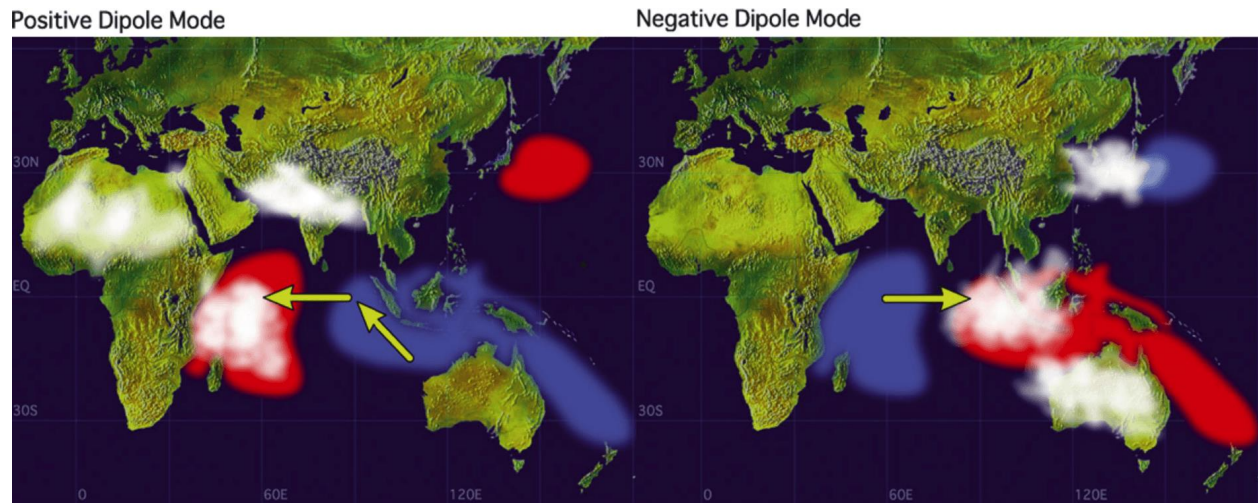 Positive Dipole Mode
Negative Dipole Mode
30N
EQ
30S
0
60E
120E
30N
EQ
30S
0
60E
120E